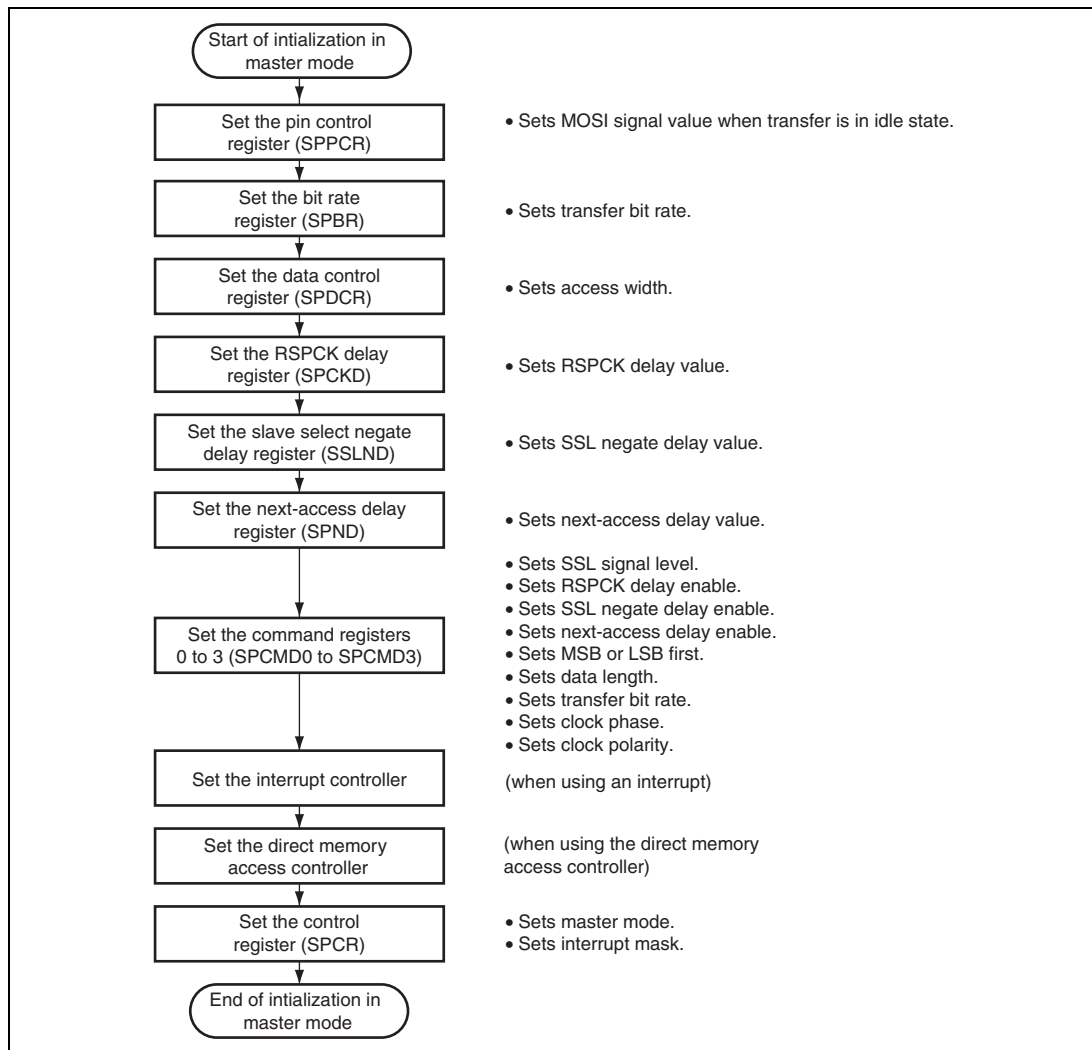 Start of intialization in
master mode
Set the pin control
register (SPPCR)
• Sets MOSI signal value when transfer is in idle state.
Set the bit rate
register (SPBR)
• Sets transfer bit rate.
Set the data control
register (SPDCR)
• Sets access width.
Set the RSPCK delay
register (SPCKD)
• Sets RSPCK delay value.
Set the slave select negate
delay register (SSLND)
• Sets SSL negate delay value.
Set the next-access delay
register (SPND)
• Sets next-access delay value.
Set the command registers
0 to 3 (SPCMD0 to SPCMD3)
• Sets SSL signal level.
• Sets RSPCK delay enable.
• Sets SSL negate delay enable.
• Sets next-access delay enable.
• Sets MSB or LSB first.
• Sets data length.
• Sets transfer bit rate.
• Sets clock phase.
• Sets clock polarity.
Set the interrupt controller
(when using an interrupt)
Set the direct memory
access controller
(when using the direct memory
access controller)
Set the control
register (SPCR)
• Sets master mode.
• Sets interrupt mask.
End of intialization in
master mode